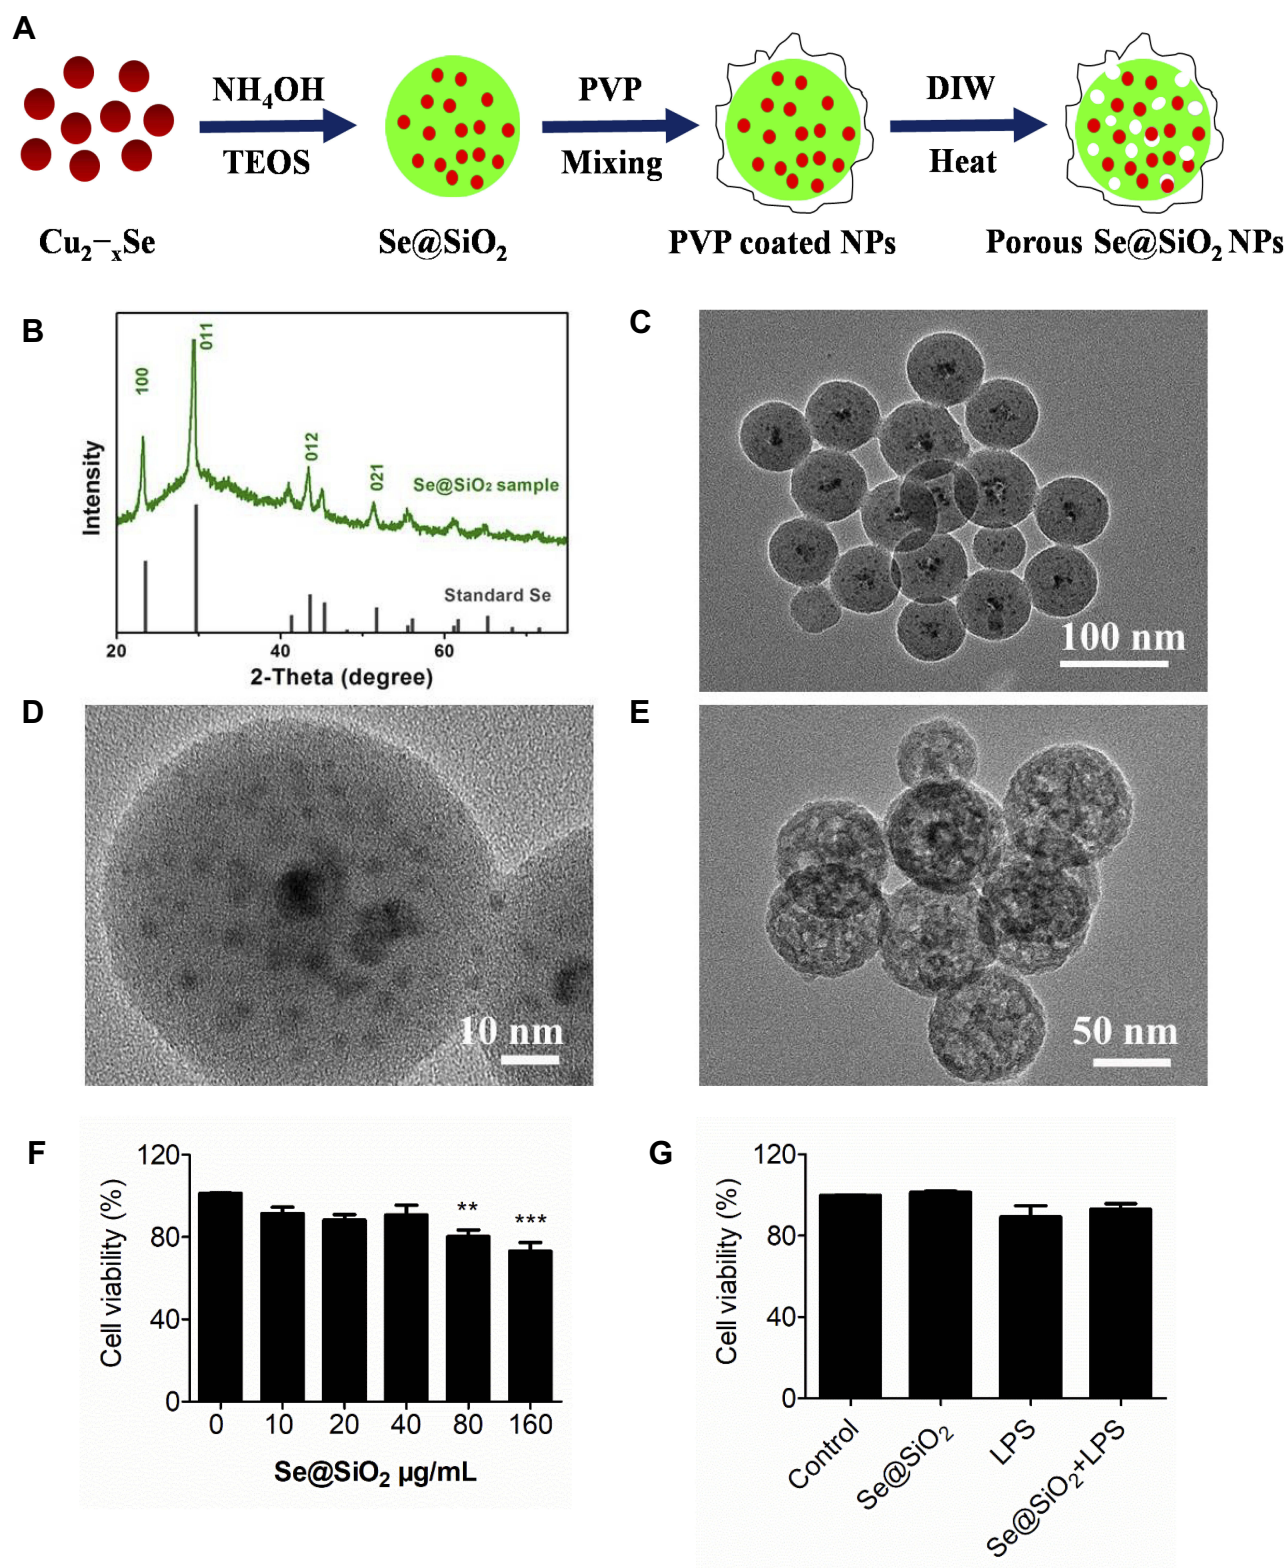 A
NH₄OH
TEOS
PVP
Mixing
DIW
Heat
Cu₂₋ₓSe
Se@SiO₂
PVP coated NPs
Porous Se@SiO₂ NPs
B
Intensity
100
011
012
021
Se@SiO₂ sample
Standard Se
20 40 60
2-Theta (degree)
C
100 nm
D
10 nm
E
50 nm
F
Cell viability (%)
120
80
40
0
** ***
0 10 20 40 80 160
Se@SiO₂ µg/mL
G
Cell viability (%)
120
80
40
0
Control
Se@SiO₂
LPS
Se@SiO₂+LPS